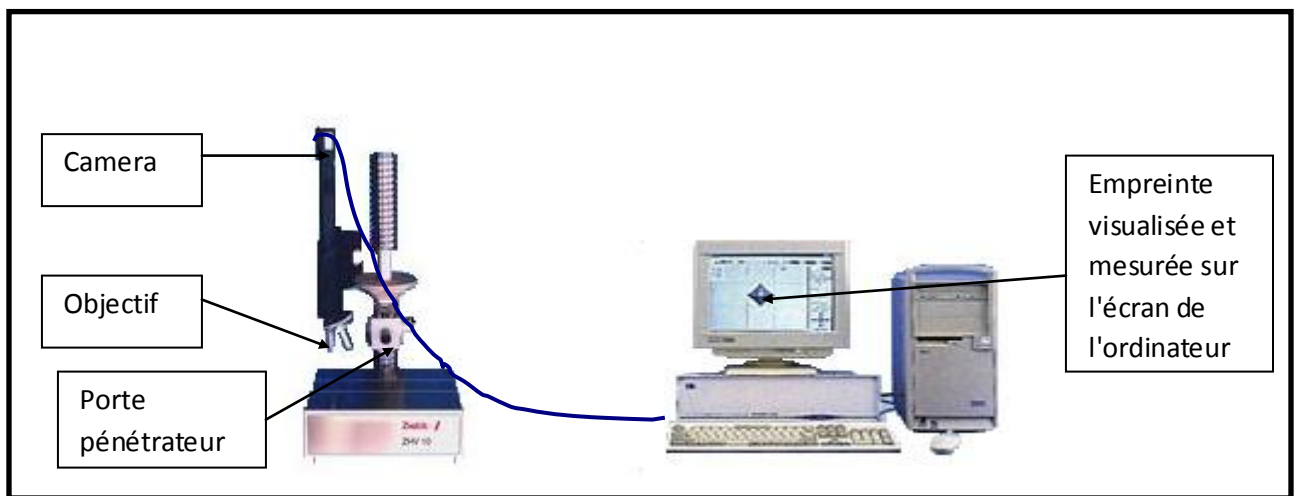 Camera
Objectif
Porte
pénétrateur
Zwick
ZHV 10
Empreinte
visualisée et
mesurée sur
l'écran de
l'ordinateur